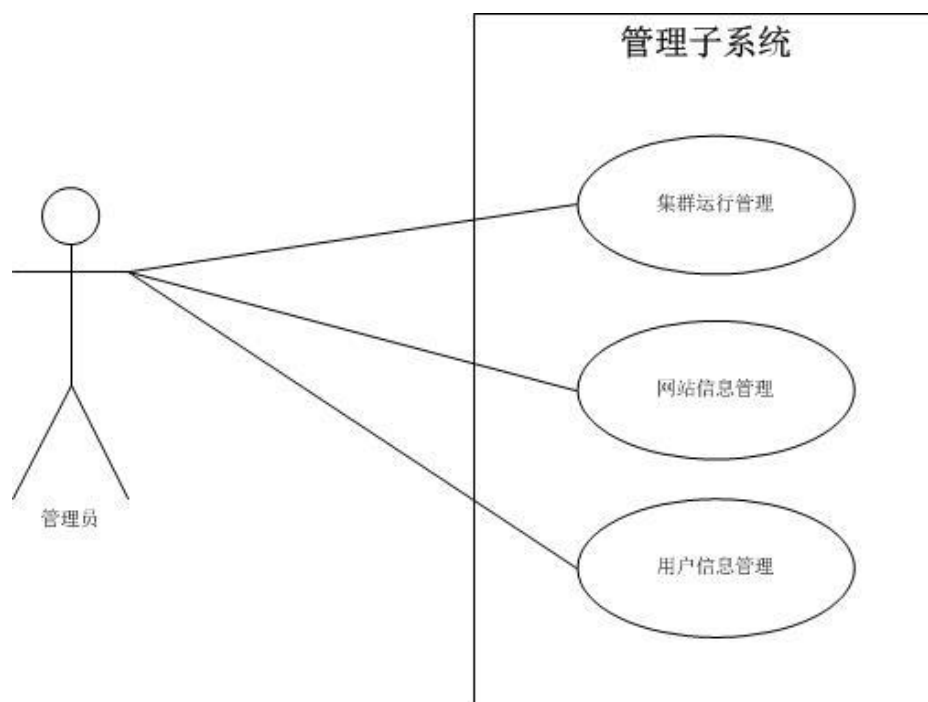 管理子系统
集群运行管理
网站信息管理
用户信息管理
管理员